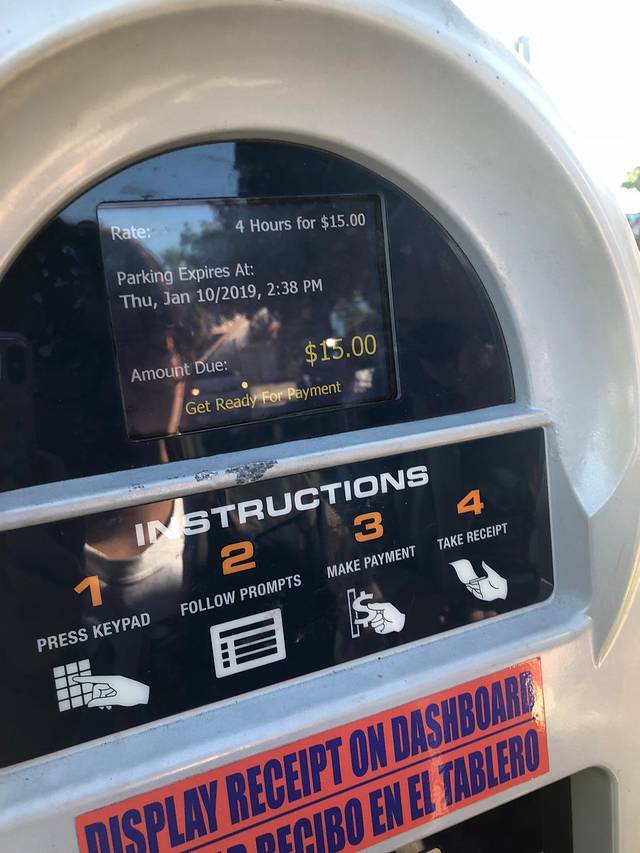 Rate: 4 Hours for $15.00
Parking Expires At:
Thu, Jan 10/2019, 2:38 PM
Amount Due: $15.00
Get Ready For Payment
INSTRUCTIONS
1 2 3 4
PRESS KEYPAD FOLLOW PROMPTS MAKE PAYMENT TAKE RECEIPT
DISPLAY RECEIPT ON DASHBOARD
RECIBO EN EL TABLERO